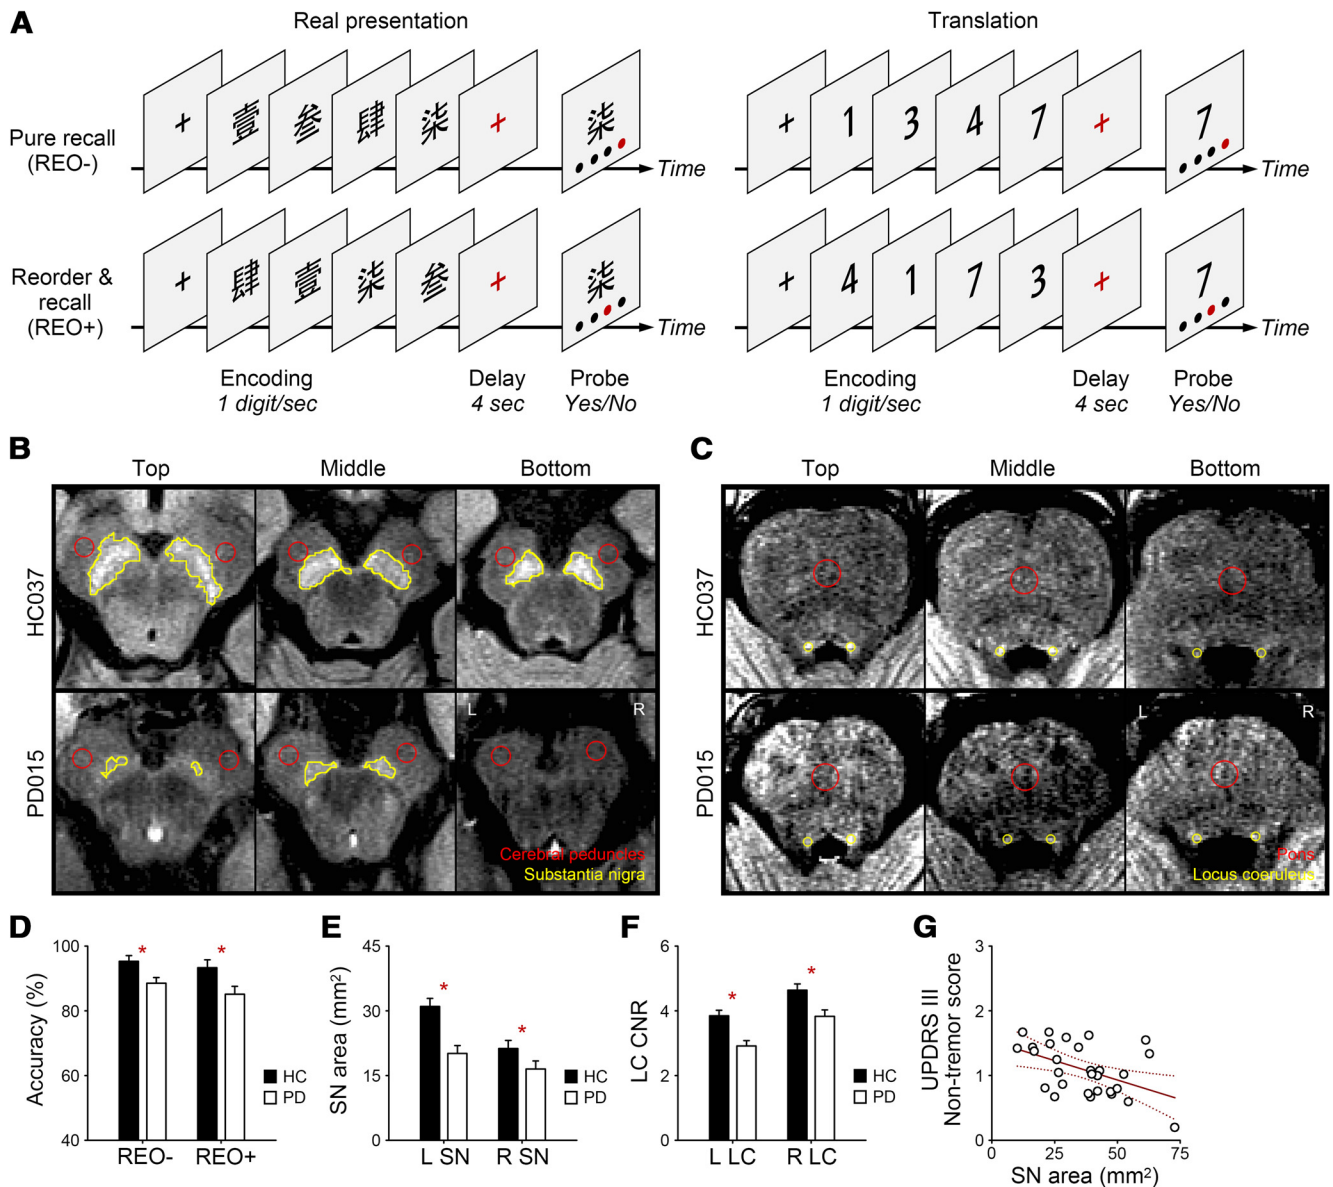 A
Real presentation
Translation
Pure recall
(REO-)
+ 壹 叁 肆 柒 + 柒
Time
+ 1 3 4 7 + 7
Time
Reorder &
recall
(REO+)
+ 肆 壹 柒 叁 + 柒
Time
+ 4 1 7 3 + 7
Time
Encoding
1 digit/sec
Delay
4 sec
Probe
Yes/No
Encoding
1 digit/sec
Delay
4 sec
Probe
Yes/No
B
Top
Middle
Bottom
HC037
PD015
L
R
Cerebral peduncles
Substantia nigra
C
Top
Middle
Bottom
HC037
PD015
L
R
Pons
Locus coeruleus
D
Accuracy (%)
100
80
60
40
*
*
HC
PD
REO-
REO+
E
SN area (mm²)
45
30
15
0
*
*
L SN
R SN
F
LC CNR
6
4
2
0
*
*
HC
PD
L LC
R LC
G
UPDRS III
Non-tremor score
3
2
1
0
0
25
50
75
SN area (mm²)